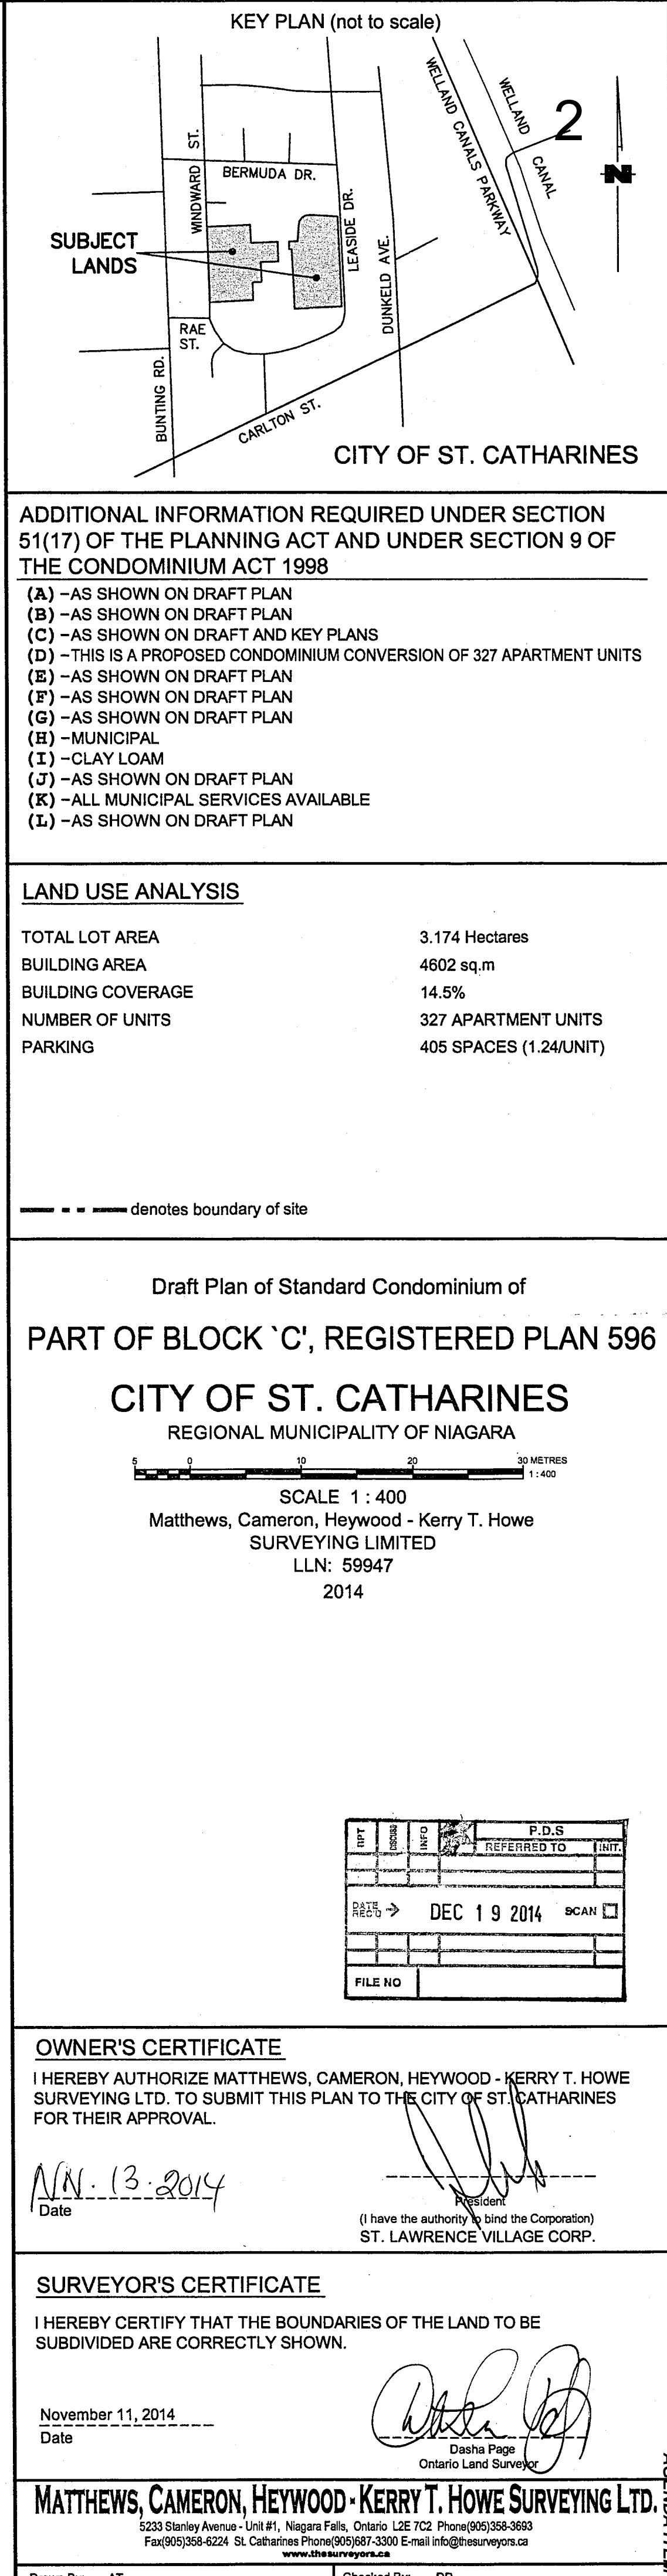 KEY PLAN (not to scale)
WINDWARD ST.
BERMUDA DR.
LEASIDE DR.
DUNKELD AVE.
WELLAND CANALS PARKWAY
WELLAND CANAL
2
N
SUBJECT
LANDS
RAE
ST.
BUNTING RD.
CARLTON ST.
CITY OF ST. CATHARINES
ADDITIONAL INFORMATION REQUIRED UNDER SECTION
51(17) OF THE PLANNING ACT AND UNDER SECTION 9 OF
THE CONDOMINIUM ACT 1998
(A) -AS SHOWN ON DRAFT PLAN
(B) -AS SHOWN ON DRAFT PLAN
(C) -AS SHOWN ON DRAFT AND KEY PLANS
(D) -THIS IS A PROPOSED CONDOMINIUM CONVERSION OF 327 APARTMENT UNITS
(E) -AS SHOWN ON DRAFT PLAN
(F) -AS SHOWN ON DRAFT PLAN
(G) -AS SHOWN ON DRAFT PLAN
(H) -MUNICIPAL
(I) -CLAY LOAM
(J) -AS SHOWN ON DRAFT PLAN
(K) -ALL MUNICIPAL SERVICES AVAILABLE
(L) -AS SHOWN ON DRAFT PLAN
LAND USE ANALYSIS
TOTAL LOT AREA 3.174 Hectares
BUILDING AREA 4602 sq.m
BUILDING COVERAGE 14.5%
NUMBER OF UNITS 327 APARTMENT UNITS
PARKING 405 SPACES (1.24/UNIT)
denotes boundary of site
Draft Plan of Standard Condominium of
PART OF BLOCK `C', REGISTERED PLAN 596
CITY OF ST. CATHARINES
REGIONAL MUNICIPALITY OF NIAGARA
5 0 10 20 30 METRES
1 : 400
SCALE 1 : 400
Matthews, Cameron, Heywood - Kerry T. Howe
SURVEYING LIMITED
LLN: 59947
2014
RPT DISCUSS INFO P.D.S
REFERRED TO INIT.
DATE REC'D DEC 19 2014 SCAN
FILE NO
OWNER'S CERTIFICATE
I HEREBY AUTHORIZE MATTHEWS, CAMERON, HEYWOOD - KERRY T. HOWE
SURVEYING LTD. TO SUBMIT THIS PLAN TO THE CITY OF ST. CATHARINES
FOR THEIR APPROVAL.
13.2014
Date
President
(I have the authority to bind the Corporation)
ST. LAWRENCE VILLAGE CORP.
SURVEYOR'S CERTIFICATE
I HEREBY CERTIFY THAT THE BOUNDARIES OF THE LAND TO BE
SUBDIVIDED ARE CORRECTLY SHOWN.
November 11, 2014
Date
Dasha Page
Ontario Land Surveyor
MATTHEWS, CAMERON, HEYWOOD - KERRY T. HOWE SURVEYING LTD.
5233 Stanley Avenue - Unit #1, Niagara Falls, Ontario L2E 7C2 Phone(905)358-3693
Fax(905)358-6224 St. Catharines Phone(905)687-3300 E-mail info@thesurveyors.ca
www.thesurveyors.ca